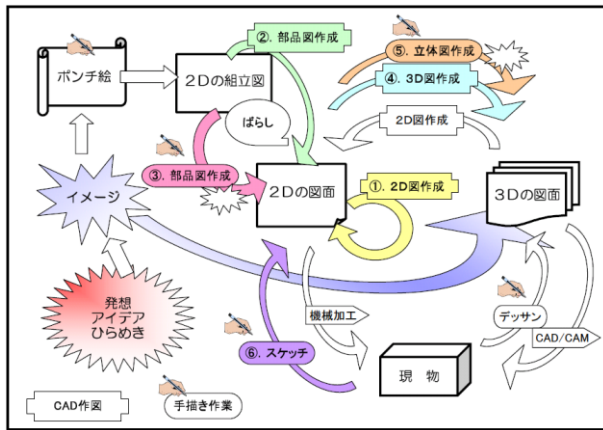 ②. 部品図作成
⑤. 立体図作成
ポンチ絵
2Dの組立図
④. 3D図作成
ばらし
2D図作成
③. 部品図作成
イメージ
2Dの図面
①. 2D図作成
3Dの図面
発想
アイデア
ひらめき
機械加工
デッサン
⑥. スケッチ
CAD/CAM
現 物
CAD作図
手描き作業